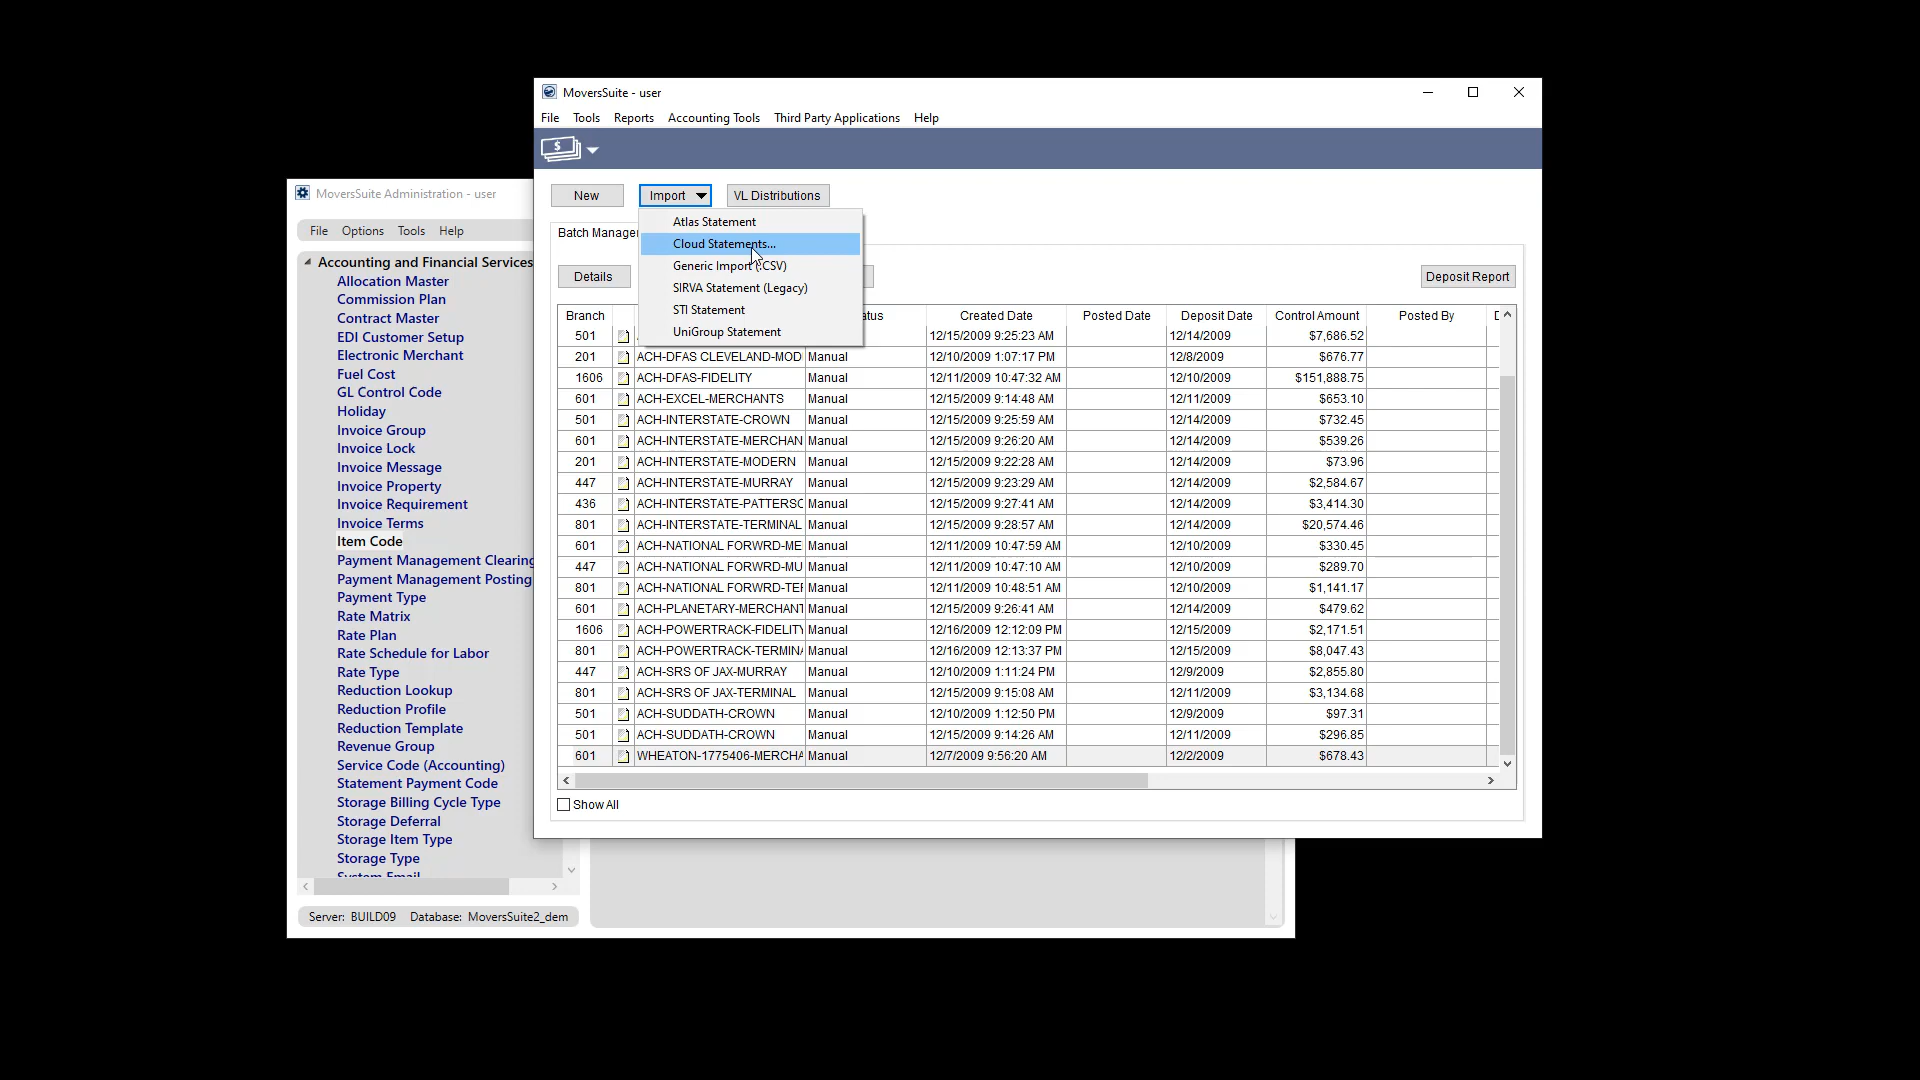 MoversSuite - user
File Tools Reports Accounting Tools Third Party Applications Help
New Import VL Distributions
Atlas Statement
Cloud Statements...
Generic Import (.CSV)
SIRVA Statement (Legacy)
STI Statement
UniGroup Statement
Details Deposit Report
Branch Created Date Posted Date Deposit Date Control Amount Posted By
501 12/15/2009 9:25:23 AM 12/14/2009 $7,686.52
201 ACH-DFAS CLEVELAND-MOD Manual 12/10/2009 1:07:17 PM 12/8/2009 $676.77
1606 ACH-DFAS-FIDELITY Manual 12/11/2009 10:47:32 AM 12/10/2009 $151,888.75
601 ACH-EXCEL-MERCHANTS Manual 12/15/2009 9:14:48 AM 12/11/2009 $653.10
501 ACH-INTERSTATE-CROWN Manual 12/15/2009 9:25:59 AM 12/14/2009 $732.45
601 ACH-INTERSTATE-MERCHAN Manual 12/15/2009 9:26:20 AM 12/14/2009 $539.26
201 ACH-INTERSTATE-MODERN Manual 12/15/2009 9:22:28 AM 12/14/2009 $73.96
447 ACH-INTERSTATE-MURRAY Manual 12/15/2009 9:23:29 AM 12/14/2009 $2,584.67
436 ACH-INTERSTATE-PATTERSC Manual 12/15/2009 9:27:41 AM 12/14/2009 $3,414.30
801 ACH-INTERSTATE-TERMINAL Manual 12/15/2009 9:28:57 AM 12/14/2009 $20,574.46
601 ACH-NATIONAL FORWRD-ME Manual 12/11/2009 10:47:59 AM 12/10/2009 $330.45
447 ACH-NATIONAL FORWRD-MU Manual 12/11/2009 10:47:10 AM 12/10/2009 $289.70
801 ACH-NATIONAL FORWRD-TE Manual 12/11/2009 10:48:51 AM 12/10/2009 $1,141.17
601 ACH-PLANETARY-MERCHANT Manual 12/15/2009 9:26:41 AM 12/14/2009 $479.62
1606 ACH-POWERTRACK-FIDELITY Manual 12/16/2009 12:12:09 PM 12/15/2009 $2,171.51
801 ACH-POWERTRACK-TERMIN Manual 12/16/2009 12:13:37 PM 12/15/2009 $8,047.43
447 ACH-SRS OF JAX-MURRAY Manual 12/10/2009 1:11:24 PM 12/9/2009 $2,855.80
801 ACH-SRS OF JAX-TERMINAL Manual 12/15/2009 9:15:08 AM 12/11/2009 $3,134.68
501 ACH-SUDDATH-CROWN Manual 12/10/2009 1:12:50 PM 12/9/2009 $97.31
501 ACH-SUDDATH-CROWN Manual 12/15/2009 9:14:26 AM 12/11/2009 $296.85
601 WHEATON-1775406-MERCHA Manual 12/7/2009 9:56:20 AM 12/2/2009 $678.43
Show All
MoversSuite Administration - user
File Options Tools Help
Accounting and Financial Services
Allocation Master
Commission Plan
Contract Master
EDI Customer Setup
Electronic Merchant
Fuel Cost
GL Control Code
Holiday
Invoice Group
Invoice Lock
Invoice Message
Invoice Property
Invoice Requirement
Invoice Terms
Item Code
Payment Management Clearing
Payment Management Posting
Payment Type
Rate Matrix
Rate Plan
Rate Schedule for Labor
Rate Type
Reduction Lookup
Reduction Profile
Reduction Template
Revenue Group
Service Code (Accounting)
Statement Payment Code
Storage Billing Cycle Type
Storage Deferral
Storage Item Type
Storage Type
System Email
Server: BUILD09 Database: MoversSuite2_dem